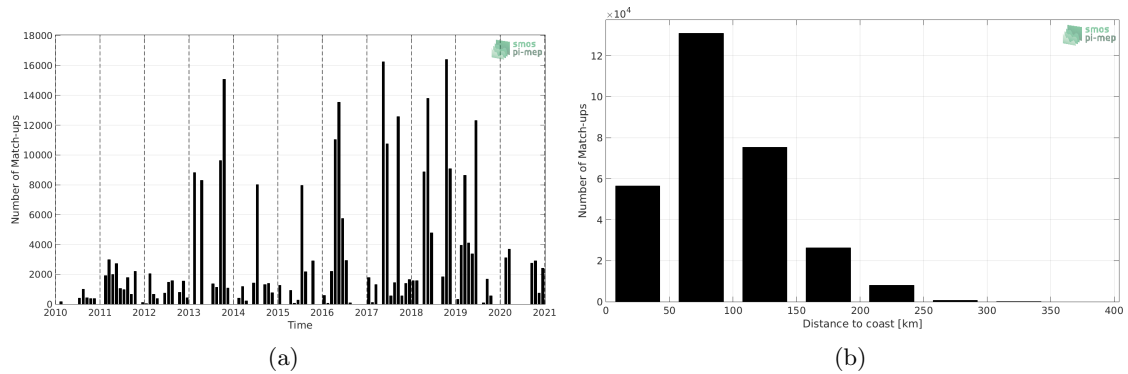 18000
16000
14000
12000
10000
8000
6000
4000
2000
0
Number of Match-ups
2010 2011 2012 2013 2014 2015 2016 2017 2018 2019 2020 2021
Time
smos
pi-mep
(a)
×10⁴
12
10
8
6
4
2
0
Number of Match-ups
0 50 100 150 200 250 300 350 400
Distance to coast [km]
smos
pi-mep
(b)